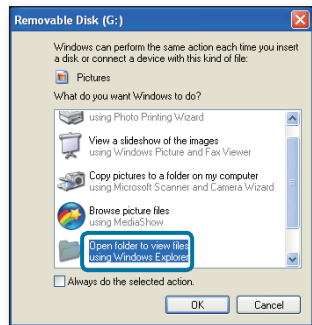 Removable Disk (G:)
Windows can perform the same action each time you insert
a disk or connect a device with this kind of file:
Pictures
What do you want Windows to do?
using Photo Printing Wizard
View a slideshow of the images
using Windows Picture and Fax Viewer
Copy pictures to a folder on my computer
using Microsoft Scanner and Camera Wizard
Browse picture files
using MediaShow
Open folder to view files
using Windows Explorer
Always do the selected action.
OK
Cancel